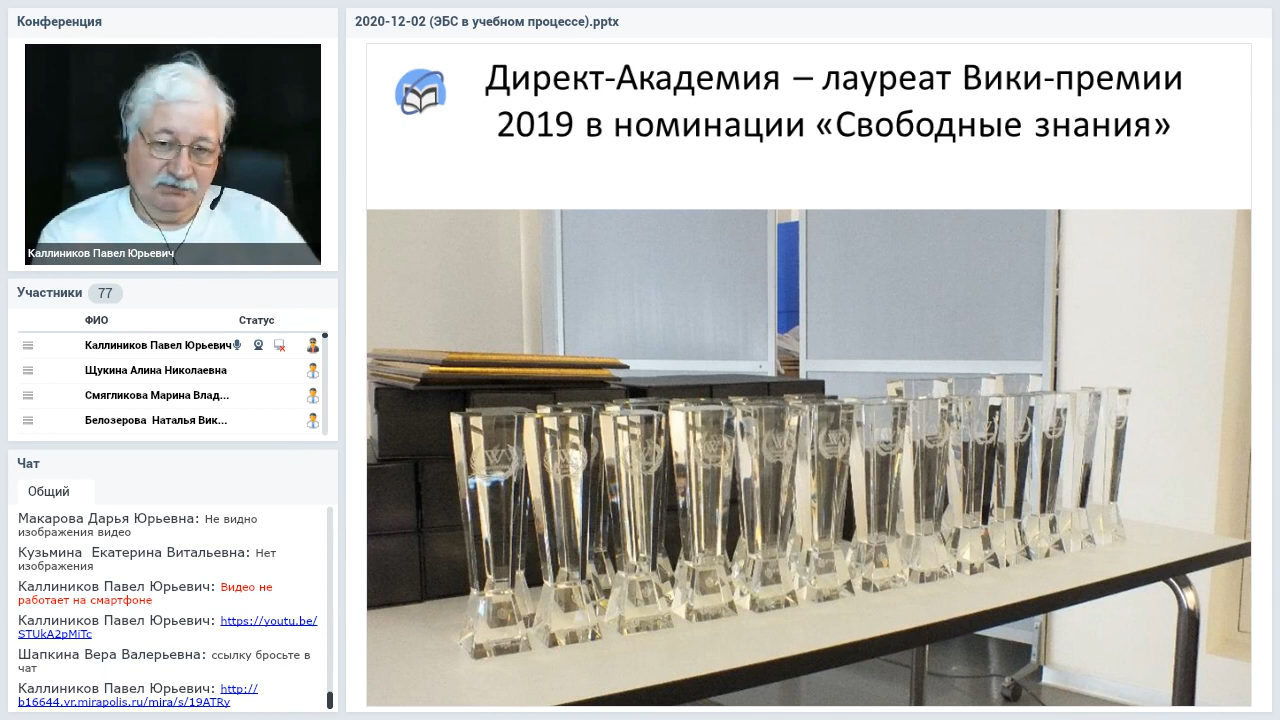 Конференция
Каллиников Павел Юрьевич
Участники 77
ФИО Статус
Каллиников Павел Юрьевич
Щукина Алина Николаевна
Смягликова Марина Влад...
Белозерова Наталья Вик...
Чат
Общий
Макарова Дарья Юрьевна: Не видно
изображения видео
Кузьмина Екатерина Витальевна: Нет
изображения
Каллиников Павел Юрьевич: Видео не
работает на смартфоне
Каллиников Павел Юрьевич: https://youtu.be/
STUkA2pMiTc
Шапкина Вера Валерьевна: ссылку бросьте в
чат
Каллиников Павел Юрьевич: http://
b16644.vr.mirapolis.ru/mira/s/19ATRy
2020-12-02 (ЭБС в учебном процессе).pptx
Директ-Академия – лауреат Вики-премии
2019 в номинации «Свободные знания»